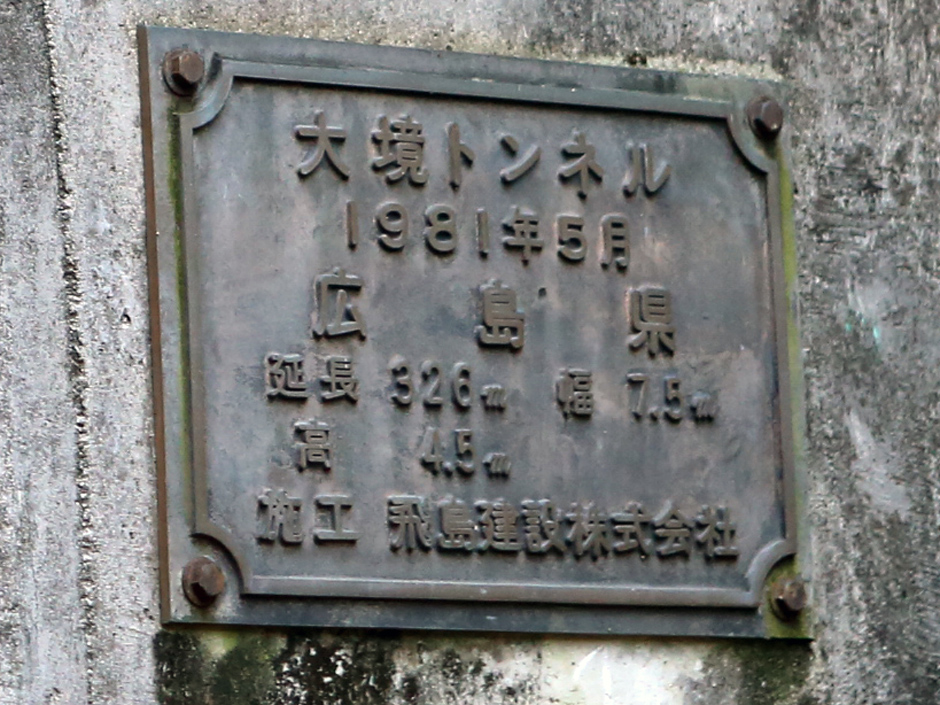 大境トンネル
1981年5月
広島県
延長 326m 幅 7.5m
高 4.5m
施工 飛島建設株式会社